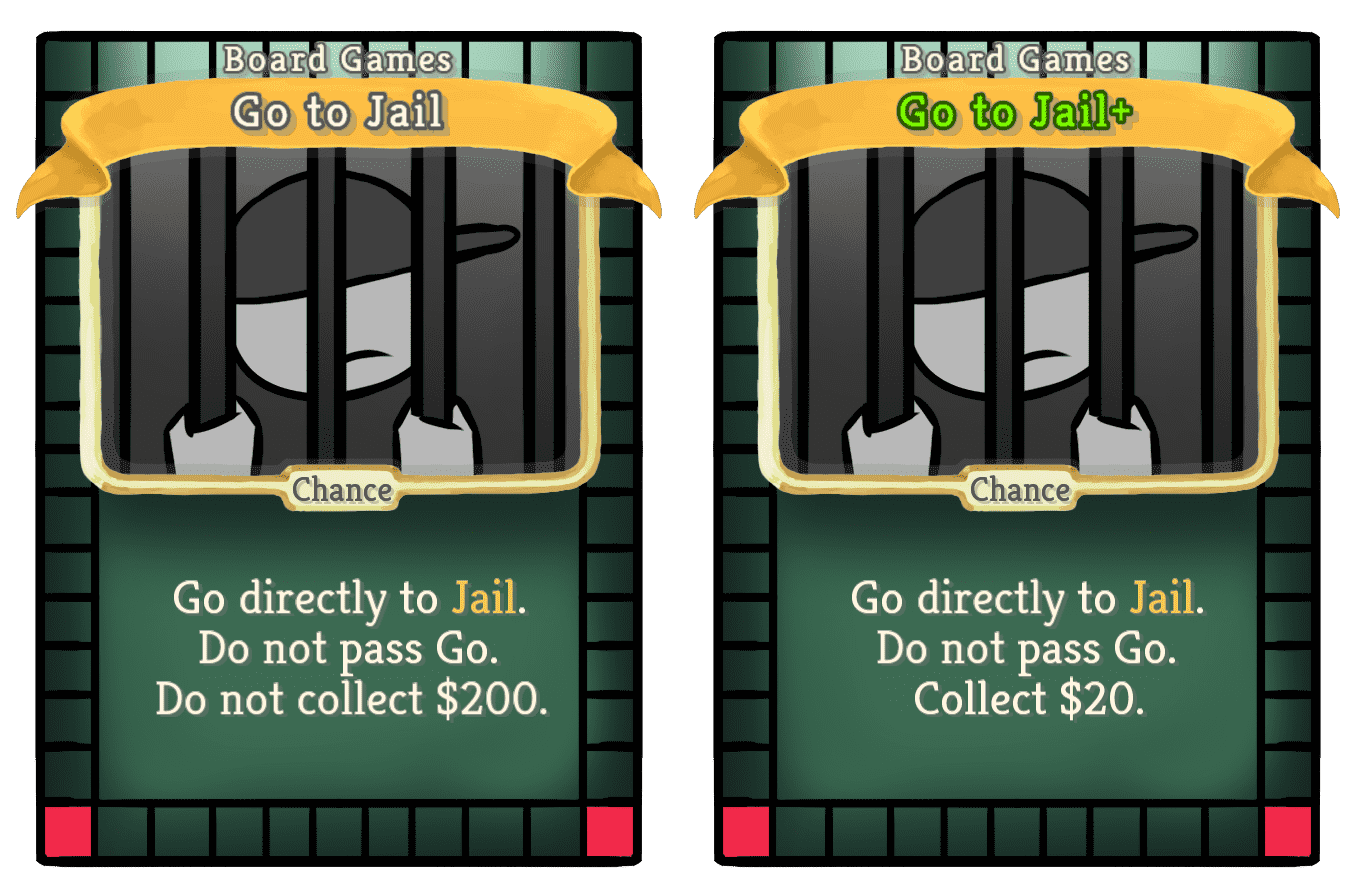 Board Games
Go to Jail
Chance
Go directly to Jail.
Do not pass Go.
Do not collect $200.
Board Games
Go to Jail+
Chance
Go directly to Jail.
Do not pass Go.
Collect $20.